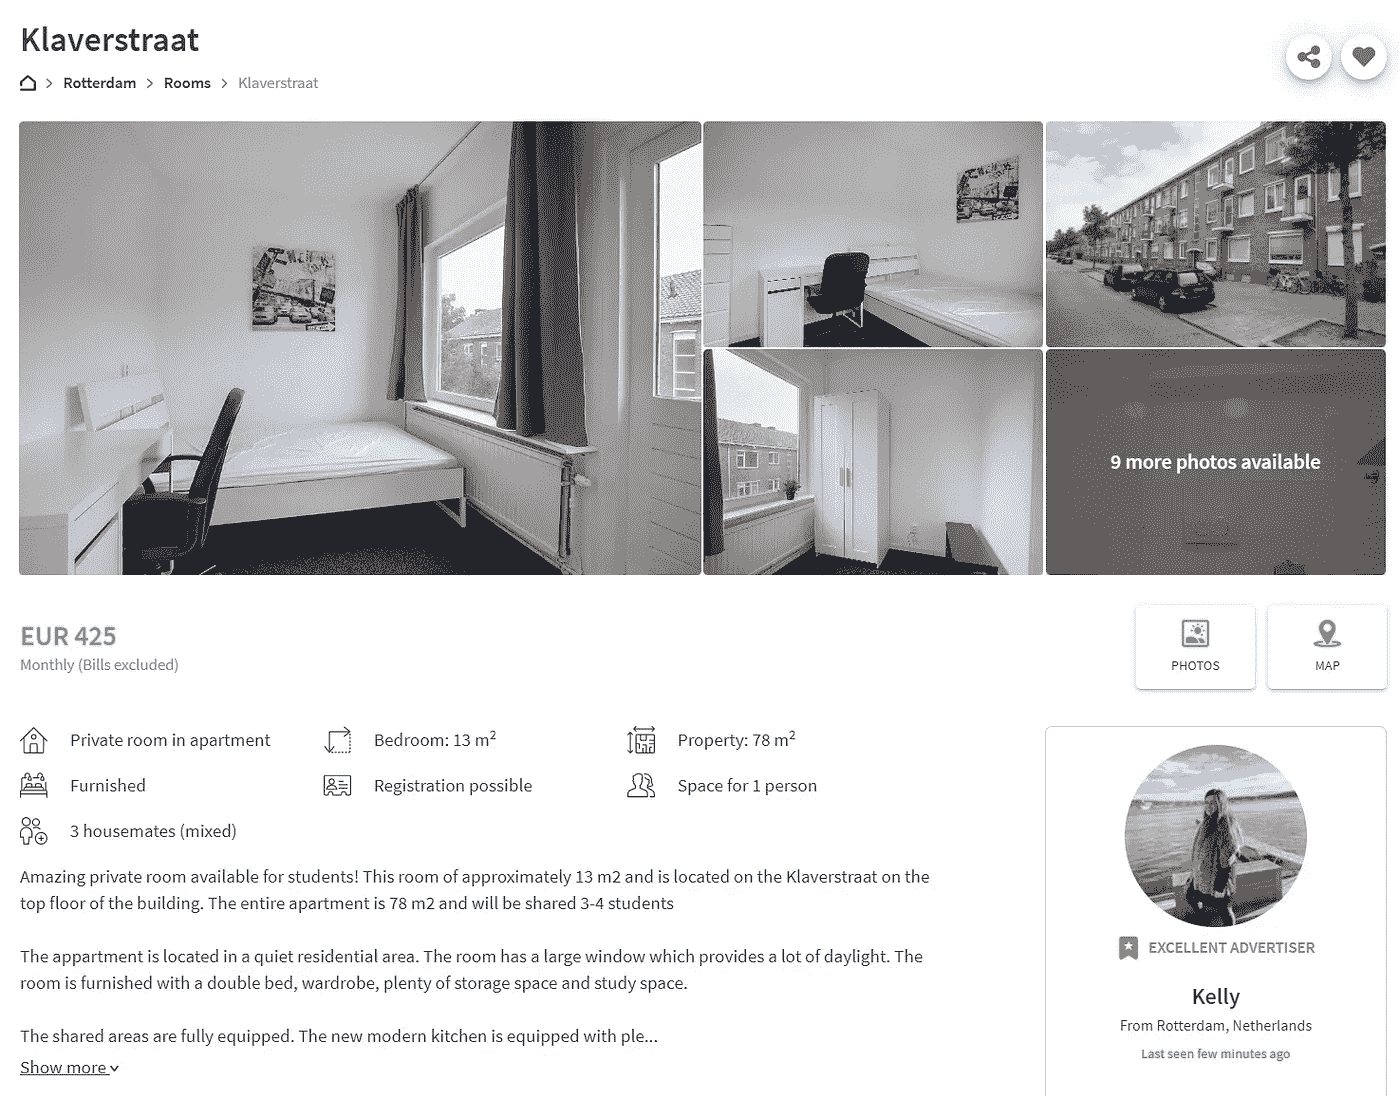 Klaverstraat
Rotterdam > Rooms > Klaverstraat
9 more photos available
EUR 425
Monthly (Bills excluded)
PHOTOS
MAP
Private room in apartment
Bedroom: 13 m²
Property: 78 m²
Furnished
Registration possible
Space for 1 person
3 housemates (mixed)
Amazing private room available for students! This room of approximately 13 m2 and is located on the Klaverstraat on the
top floor of the building. The entire apartment is 78 m2 and will be shared 3-4 students
The appartment is located in a quiet residential area. The room has a large window which provides a lot of daylight. The
room is furnished with a double bed, wardrobe, plenty of storage space and study space.
The shared areas are fully equipped. The new modern kitchen is equipped with ple...
Show more
EXCELLENT ADVERTISER
Kelly
From Rotterdam, Netherlands
Last seen few minutes ago